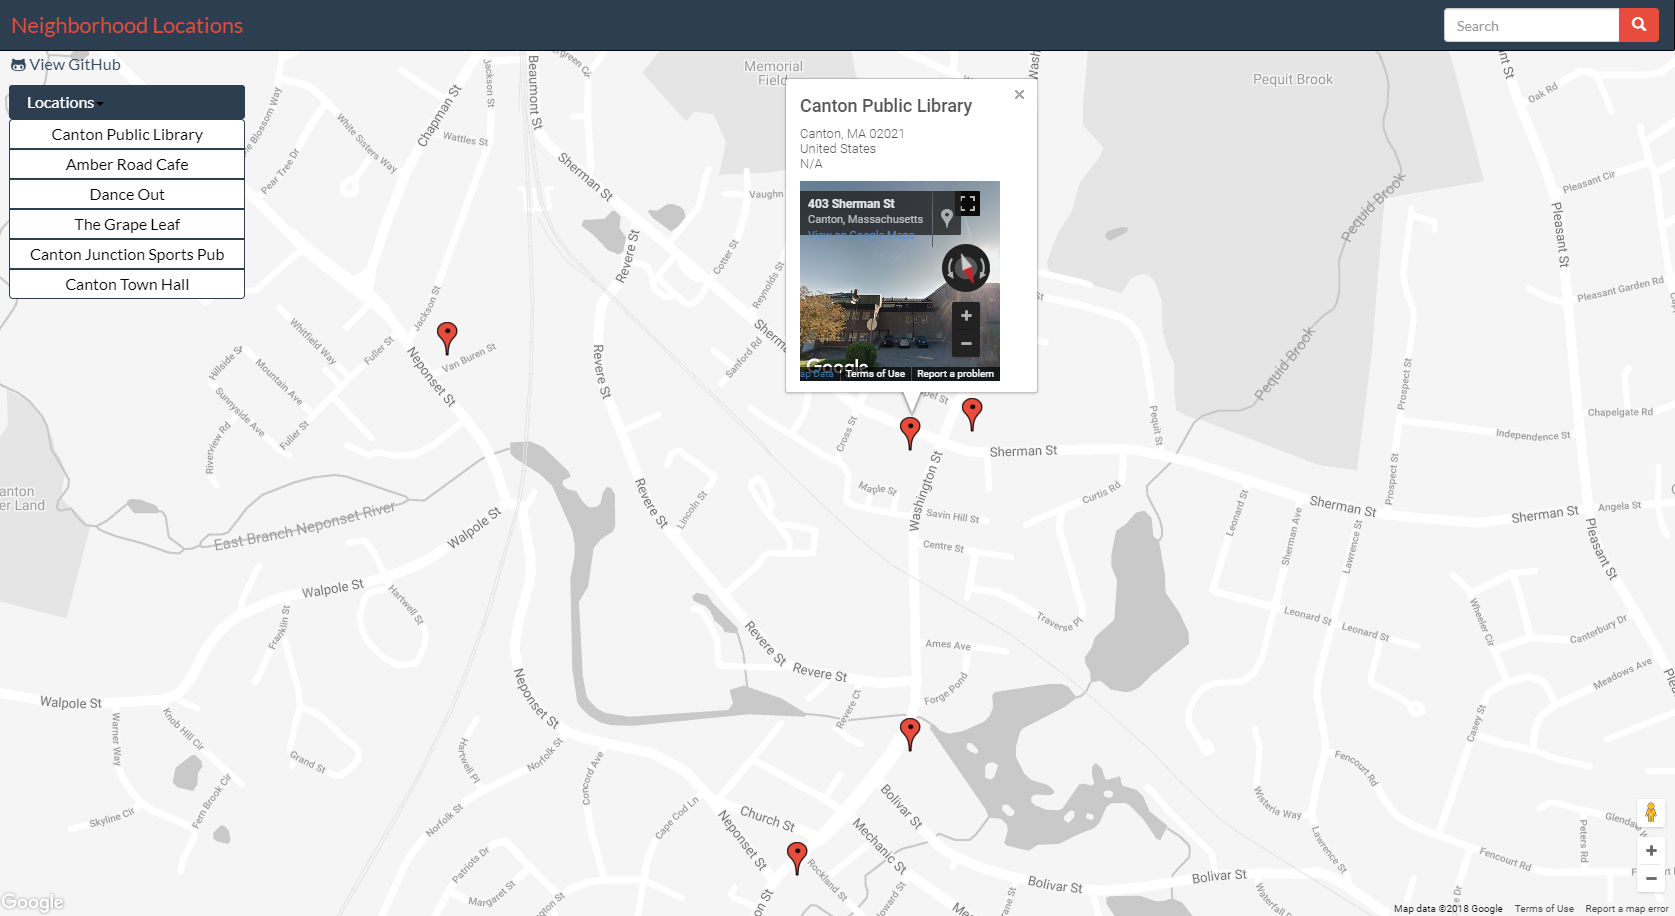 Neighborhood Locations
Search
View GitHub
Locations
Canton Public Library
Amber Road Cafe
Dance Out
The Grape Leaf
Canton Junction Sports Pub
Canton Town Hall
Canton Public Library
Canton, MA 02021
United States
N/A
403 Sherman St
Canton, Massachusetts
View on Google Maps
Google
ap Data
Terms of Use
Report a problem
Memorial
Field
Pequit Brook
Beaumont St
Jackson St
Chapman St
Wattles St
White Sisters Way
Pear Tree Dr
Sherman St
Vaughn
Oak Rd
Pleasant Cir
Pleasant St
Pequid Brook
Pleasant Garden Rd
Revere St
Cotter St
Reynolds St
Sanford Rd
Jackson St
Whitfield Way
Fuller St
Van Buren St
Hillside St
Mountain Ave
Sunnyside Ave
Fuller St
Riverview Rd
Neponset St
Revere St
Pequid Brook
Prospect St
Chapelgate Rd
Independence St
Pequit St
Cross St
Sherman St
Washington St
Maple St
Savin Hill St
Centre St
Curtis Rd
Revere St
Lincoln St
anton
er Land
East Branch Neponset River
Walpole St
Walpole St
Hartwell St
Franklin St
Leonard St
Sherman Ave
Sherman St
Lawrence St
Prospect St
Sherman St
Angela St
Pleasant St
Traverse Pl
Leonard St
Leonard St
Wheeler Cir
Canterbury Dr
Meadows Ave
Ames Ave
Revere St
Revere St
Forge Pond
Revere Ct
Neponset St
Walpole St
Warner Way
Knob Hill Cir
Grand St
Fern Brook Cir
Skyline Cir
Hartwell Pl
Norfolk St
Norfolk St
Concord Ave
Cape Cod Ln
Patriots Dr
Margaret St
Church St
Neponset St
Rockland St
Bolivar St
Mechanic St
Bolivar St
Bolivar St
Casey St
Fencourt Rd
Wisteria Way
Lawrence St
Fencourt Rd
Peters Rd
Google
Map data ©2018 Google
Terms of Use
Report a map error